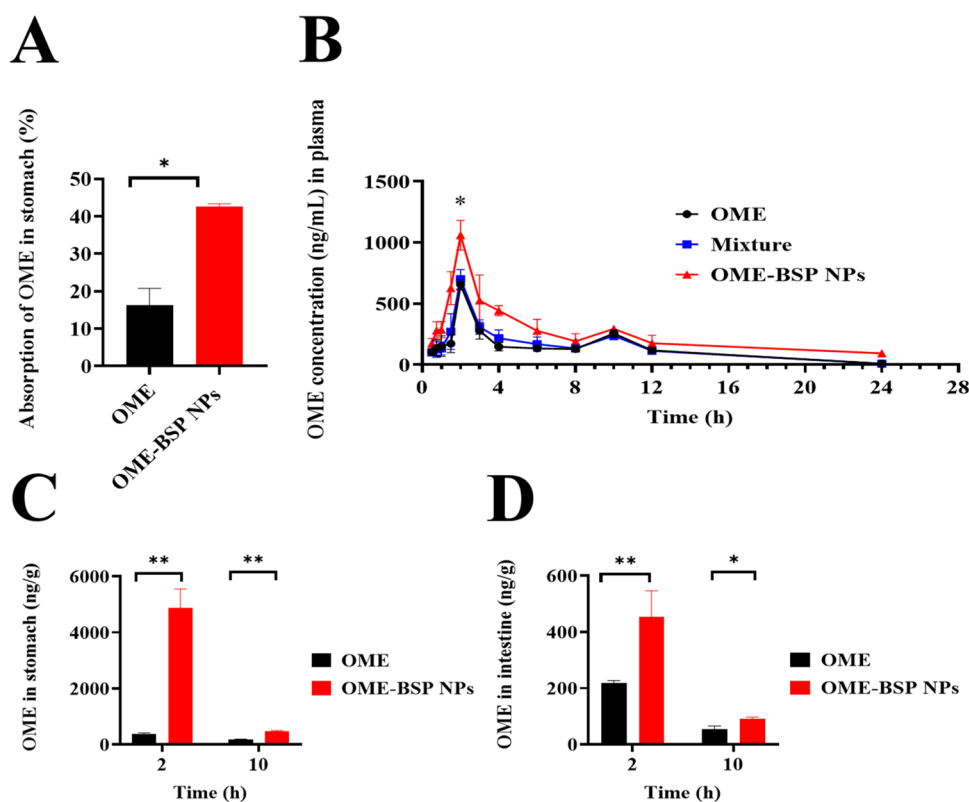 A
Absorption of OME in stomach (%)
50
40
30
20
10
0
*
OME
OME-BSP NPs
B
OME concentration (ng/mL) in plasma
1500
1000
500
0
*
OME
Mixture
OME-BSP NPs
0 4 8 12 16 20 24 28
Time (h)
C
OME in stomach (ng/g)
6000
4000
2000
0
** **
OME
OME-BSP NPs
2 10
Time (h)
D
OME in intestine (ng/g)
600
400
200
0
** *
OME
OME-BSP NPs
2 10
Time (h)